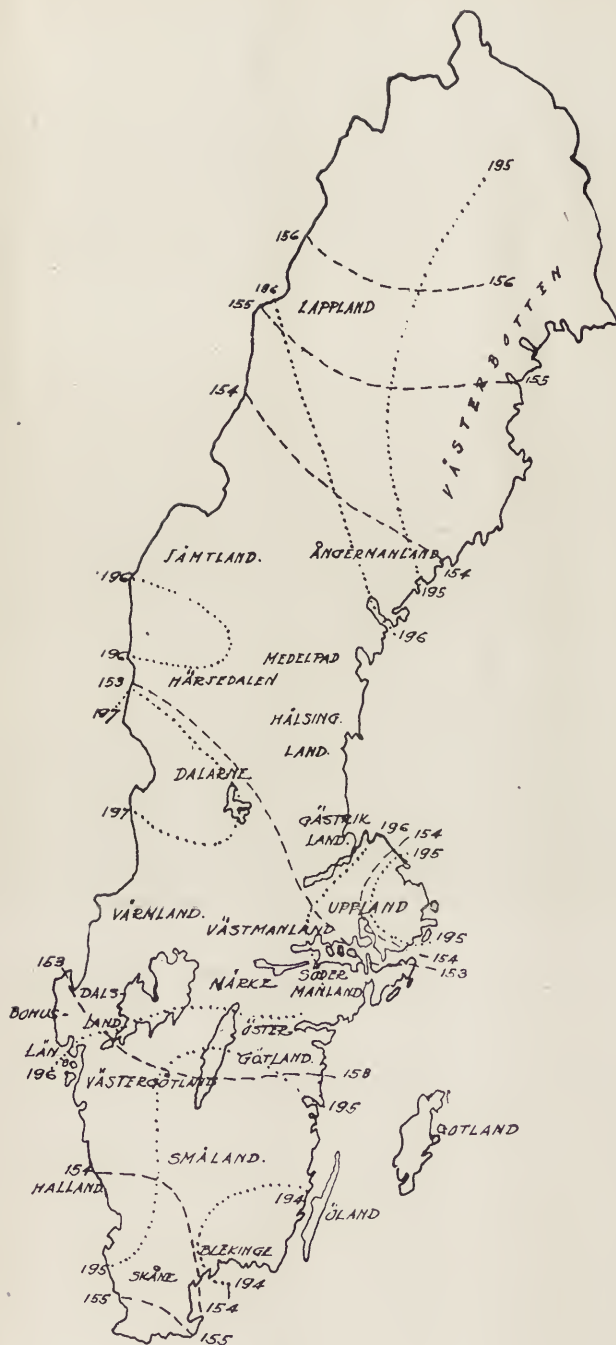 195
156
156
186
155
LAPPLAND
VÄSTERBOTTEN
155
154
JÄMTLAND.
ÅNGERMANLAND
154
196
195
196
196
MEDELPAD
153
HÄRJEDALEN
197
HÄLSING.
LAND.
DALARNE
197
GÄSTRIK
LAND.
196
154
195
VÄRMLAND.
UPPLAND
VÄSTMANLAND
195
154
153
153
NÄRKE
SÖDER
MANLAND
DALS-
LAND
BOHUS-
LÄN
196
ÖSTER
GÖTLAND.
VÄSTERGÖTLAND
158
195
GOTLAND
SMÅLAND.
154
HALLAND
194
ÖLAND
BLEKINGE
195
SKÅNE
194
154
155
155